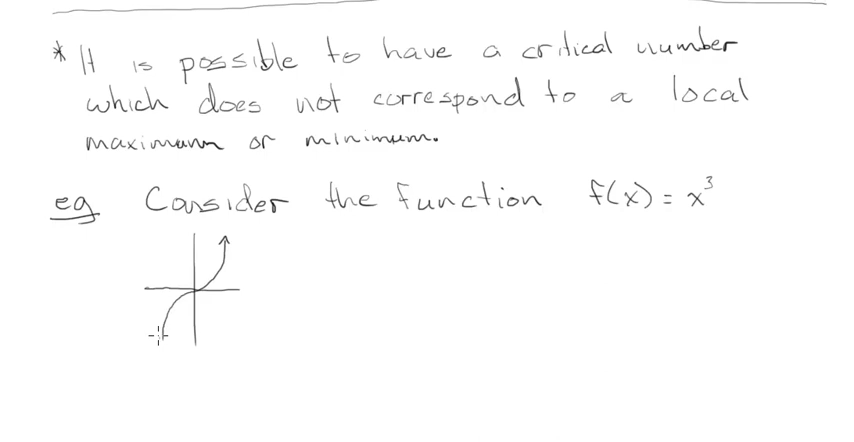 * It is possible to have a critical number
which does not correspond to a local
maximum or minimum.
eg Consider the function f(x) = x³